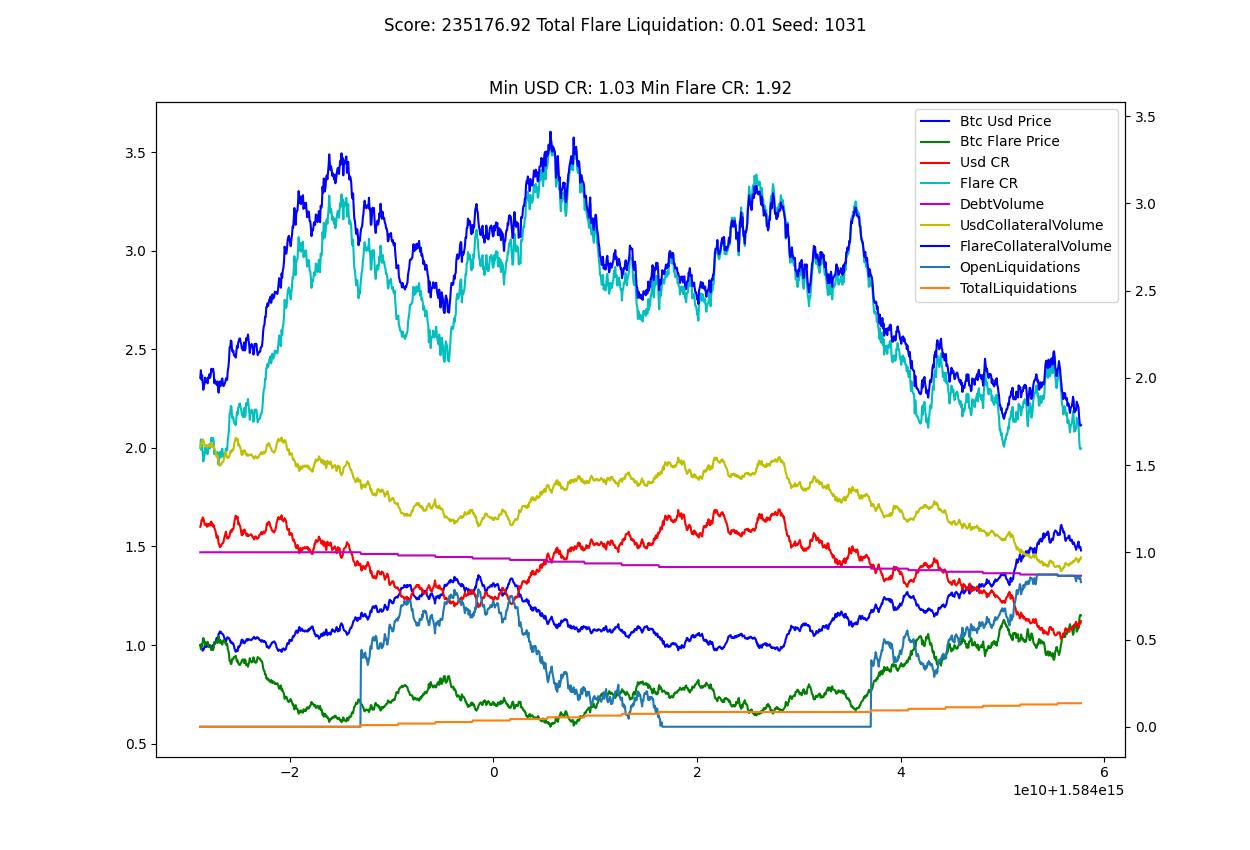 Score: 235176.92 Total Flare Liquidation: 0.01 Seed: 1031
Min USD CR: 1.03 Min Flare CR: 1.92
Btc Usd Price
Btc Flare Price
Usd CR
Flare CR
DebtVolume
UsdCollateralVolume
FlareCollateralVolume
OpenLiquidations
TotalLiquidations
3.5
3.0
2.5
2.0
1.5
1.0
0.5
3.5
3.0
2.5
2.0
1.5
1.0
0.5
0.0
−2
0
2
4
6
1e10+1.584e15